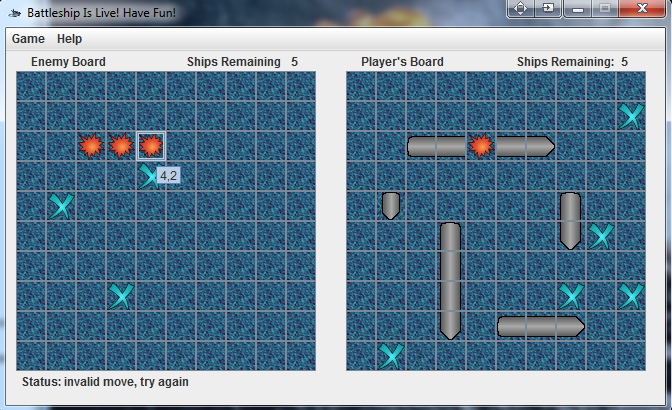 Battleship Is Live! Have Fun!
Game Help
Enemy Board Ships Remaining 5
Player's Board Ships Remaining: 5
4,2
Status: invalid move, try again